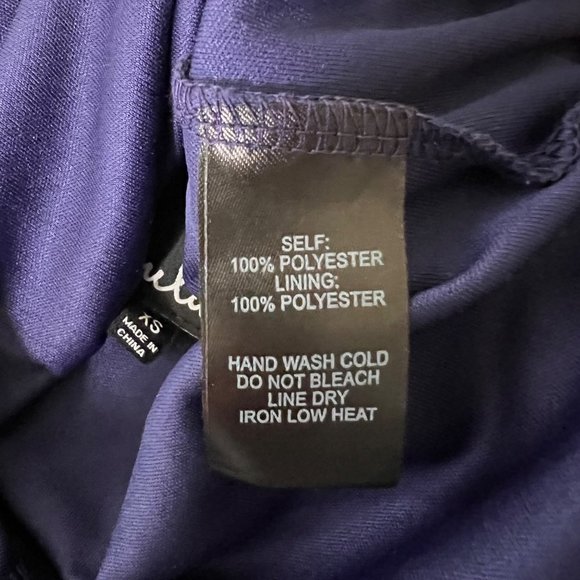 SELF:
100% POLYESTER
LINING:
100% POLYESTER
HAND WASH COLD
DO NOT BLEACH
LINE DRY
IRON LOW HEAT
XS
MADE IN
CHINA